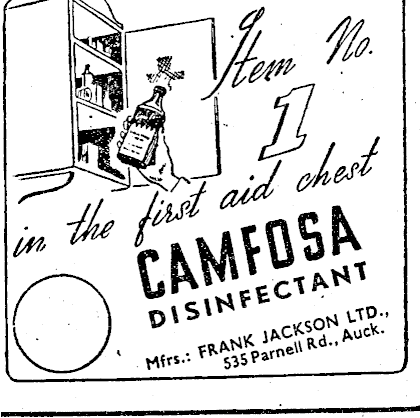 Item No.
1
in the first aid chest
CAMFOSA
DISINFECTANT
Mfrs.: FRANK JACKSON LTD.,
535 Parnell Rd., Auck.